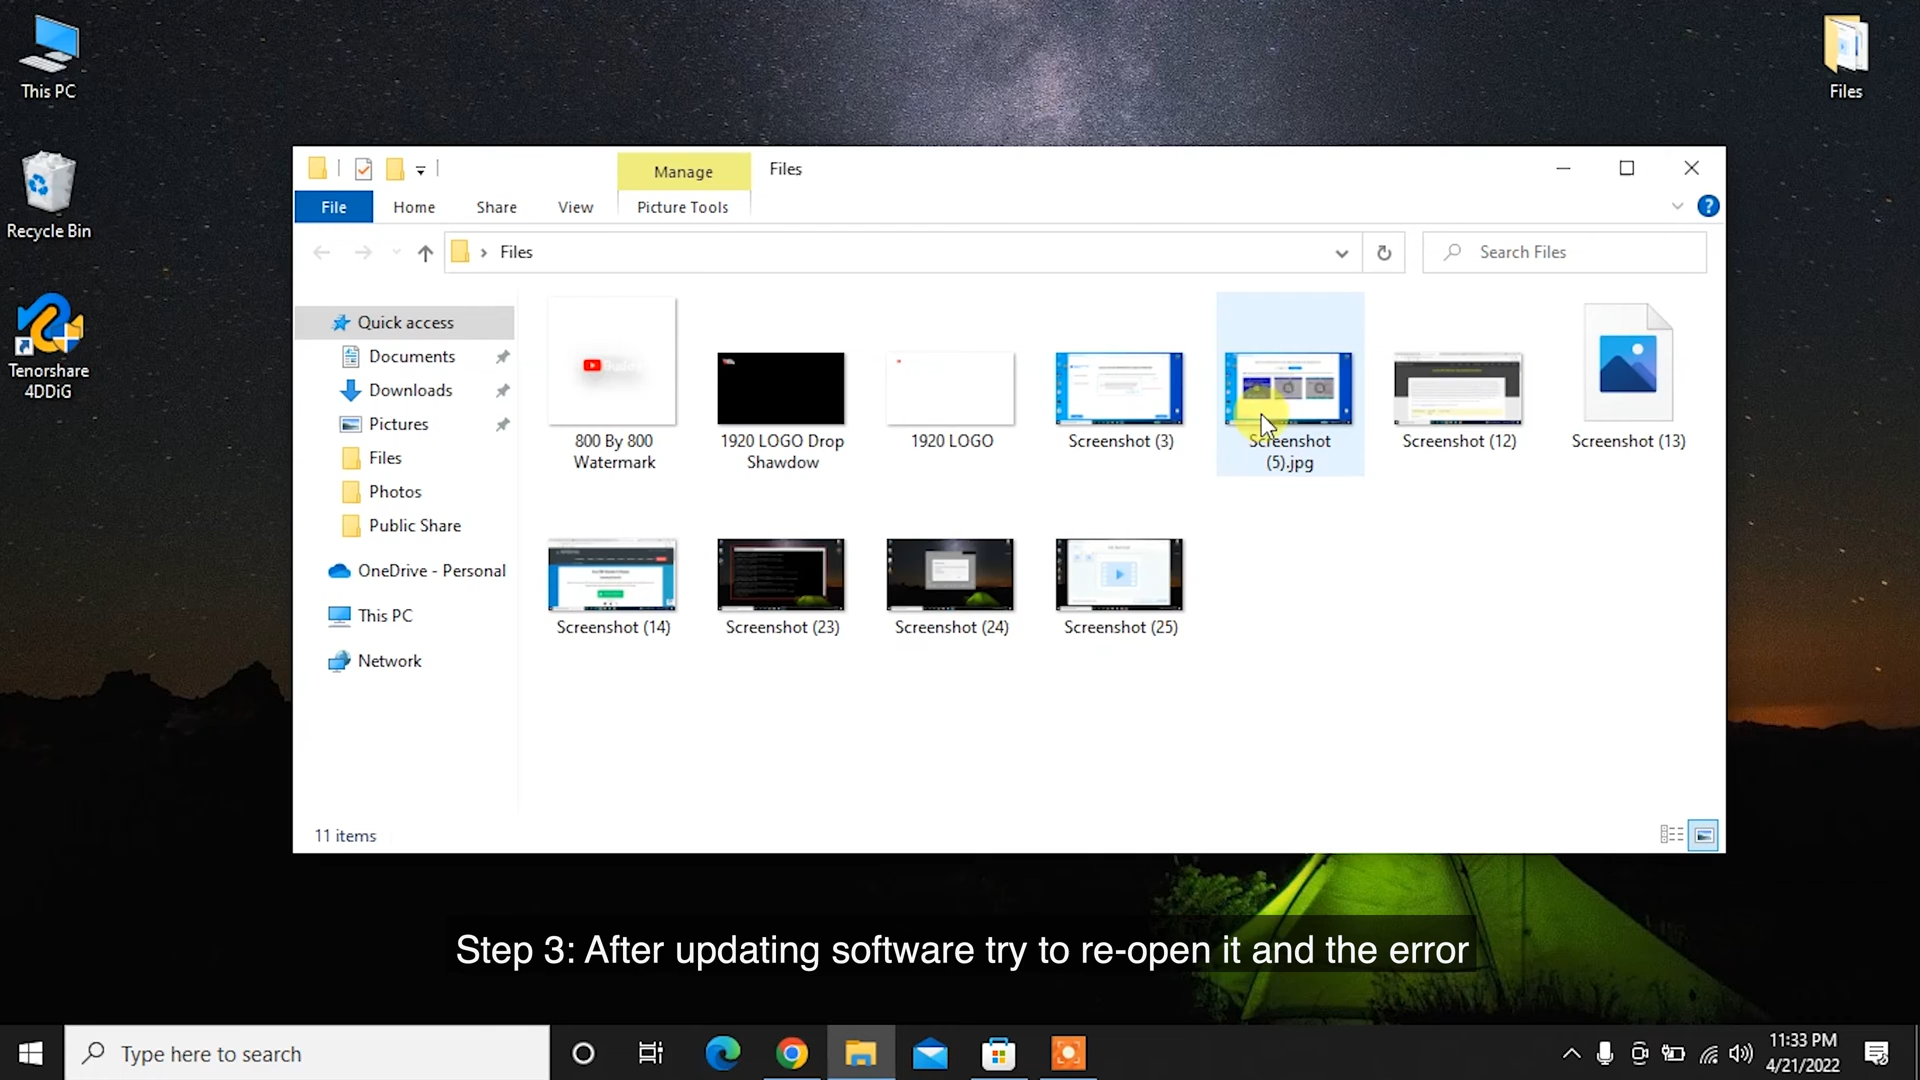 This PC
Recycle Bin
Tenorshare
4DDiG
Files
Manage
Files
File
Home
Share
View
Picture Tools
Files
Search Files
Quick access
Documents
Downloads
Pictures
Files
Photos
Public Share
OneDrive - Personal
This PC
Network
800 By 800
Watermark
1920 LOGO Drop
Shawdow
1920 LOGO
Screenshot (3)
Screenshot
(5).jpg
Screenshot (12)
Screenshot (13)
Screenshot (14)
Screenshot (23)
Screenshot (24)
Screenshot (25)
11 items
Step 3: After updating software try to re-open it and the error
Type here to search
11:33 PM
4/21/2022